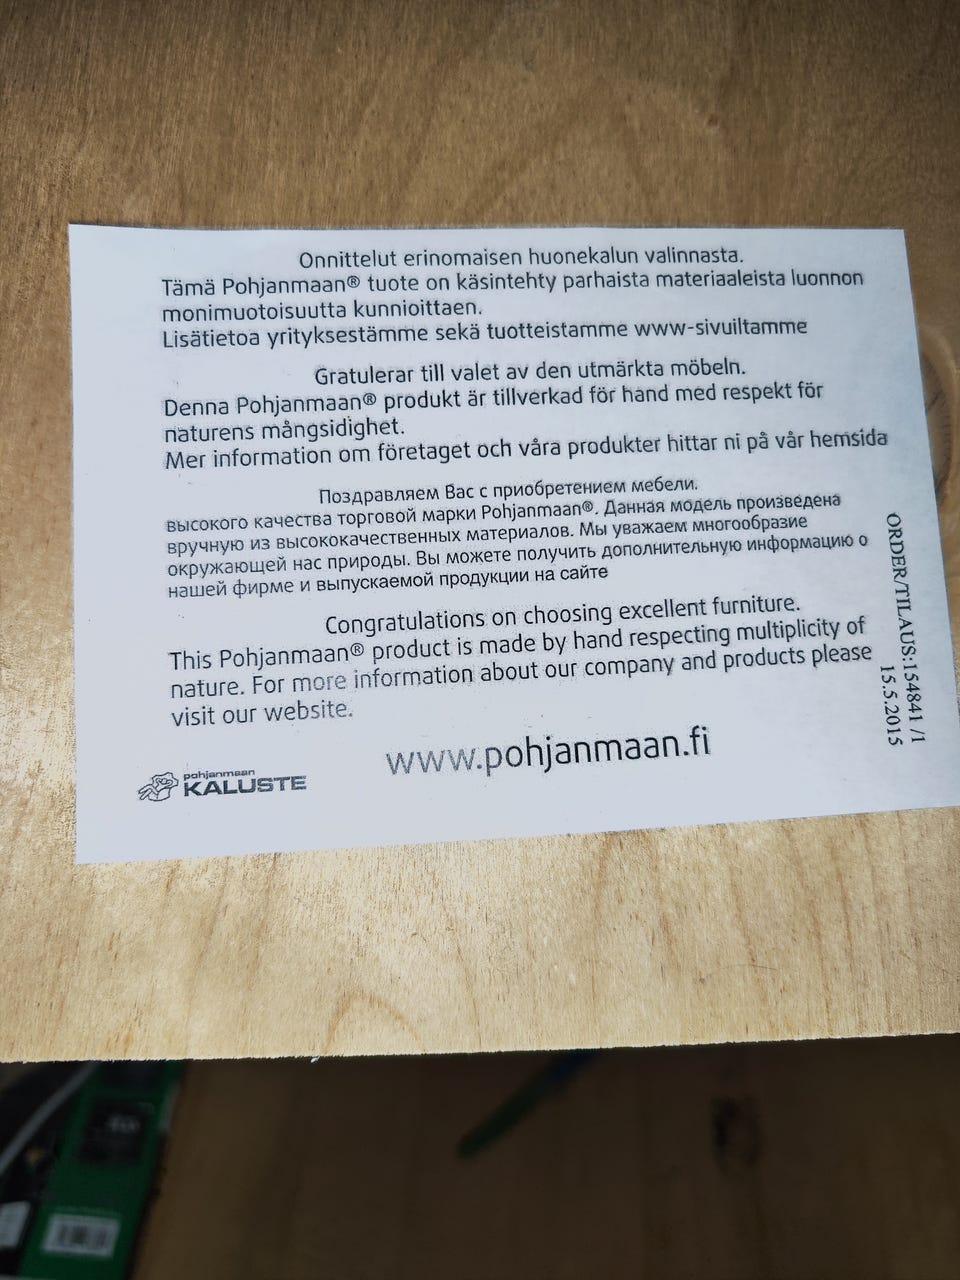 Onnittelut erinomaisen huonekalun valinnasta.
Tämä Pohjanmaan® tuote on käsintehty parhaista materiaaleista luonnon
monimuotoisuutta kunnioittaen.
Lisätietoa yrityksestämme sekä tuotteistamme www-sivuiltamme
Gratulerar till valet av den utmärkta möbeln.
Denna Pohjanmaan® produkt är tillverkad för hand med respekt för
naturens mångsidighet.
Mer information om företaget och våra produkter hittar ni på vår hemsida
Поздравляем Вас с приобретением мебели.
высокого качества торговой марки Pohjanmaan®. Данная модель произведена
вручную из высококачественных материалов. Мы уважаем многообразие
окружающей нас природы. Вы можете получить дополнительную информацию о
нашей фирме и выпускаемой продукции на сайте
Congratulations on choosing excellent furniture.
This Pohjanmaan® product is made by hand respecting multiplicity of
nature. For more information about our company and products please
visit our website.
www.pohjanmaan.fi
pohjanmaan
KALUSTE
ORDER/TILAUS:154841 /1
15.5.2015